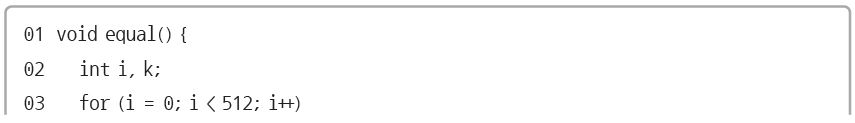 01 void equal() {
02 int i, k;
03 for (i = 0; i < 512; i++)